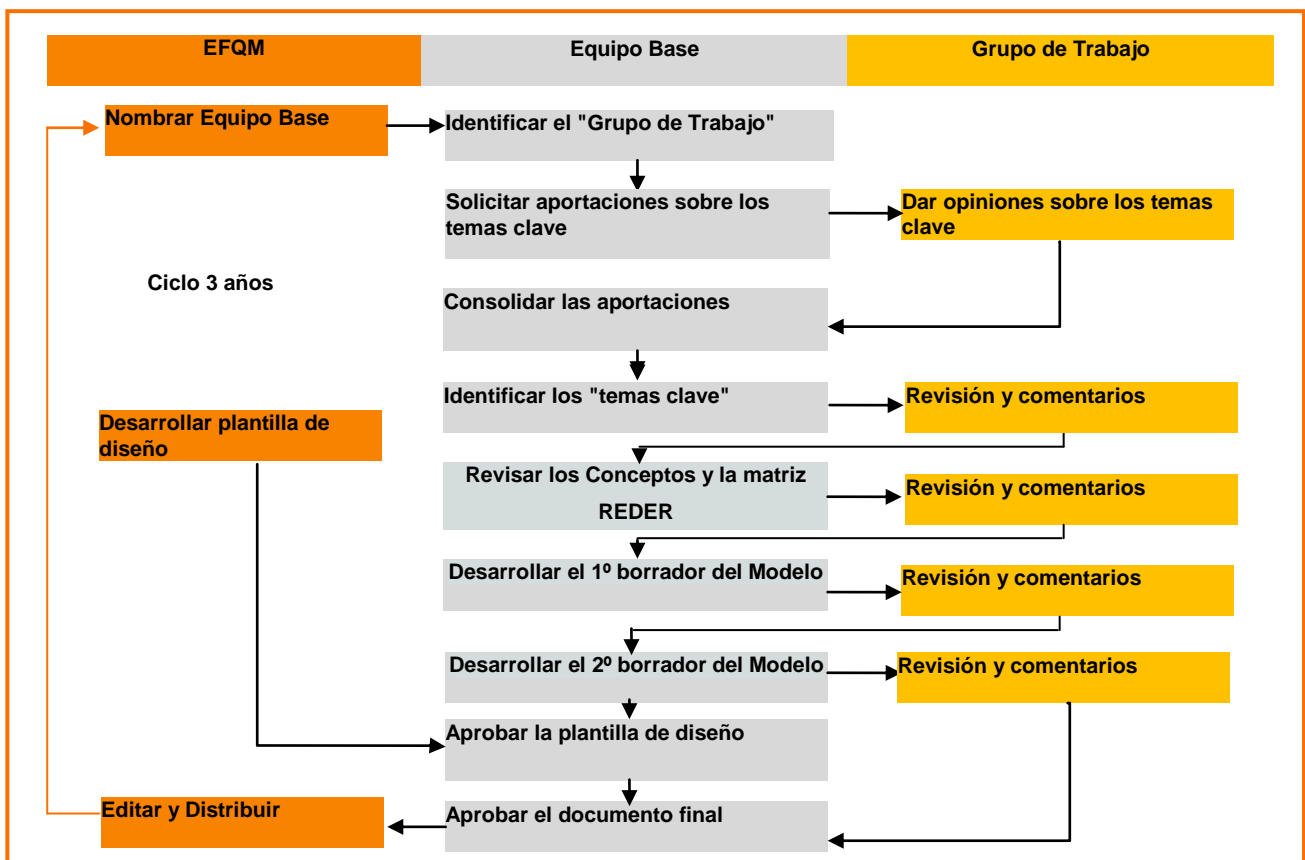 EFQM
Equipo Base
Grupo de Trabajo
Nombrar Equipo Base
Identificar el "Grupo de Trabajo"
Solicitar aportaciones sobre los
temas clave
Dar opiniones sobre los temas
clave
Ciclo 3 años
Consolidar las aportaciones
Identificar los "temas clave"
Revisión y comentarios
Desarrollar plantilla de
diseño
Revisar los Conceptos y la matriz
REDER
Revisión y comentarios
Desarrollar el 1º borrador del Modelo
Revisión y comentarios
Desarrollar el 2º borrador del Modelo
Revisión y comentarios
Aprobar la plantilla de diseño
Editar y Distribuir
Aprobar el documento final